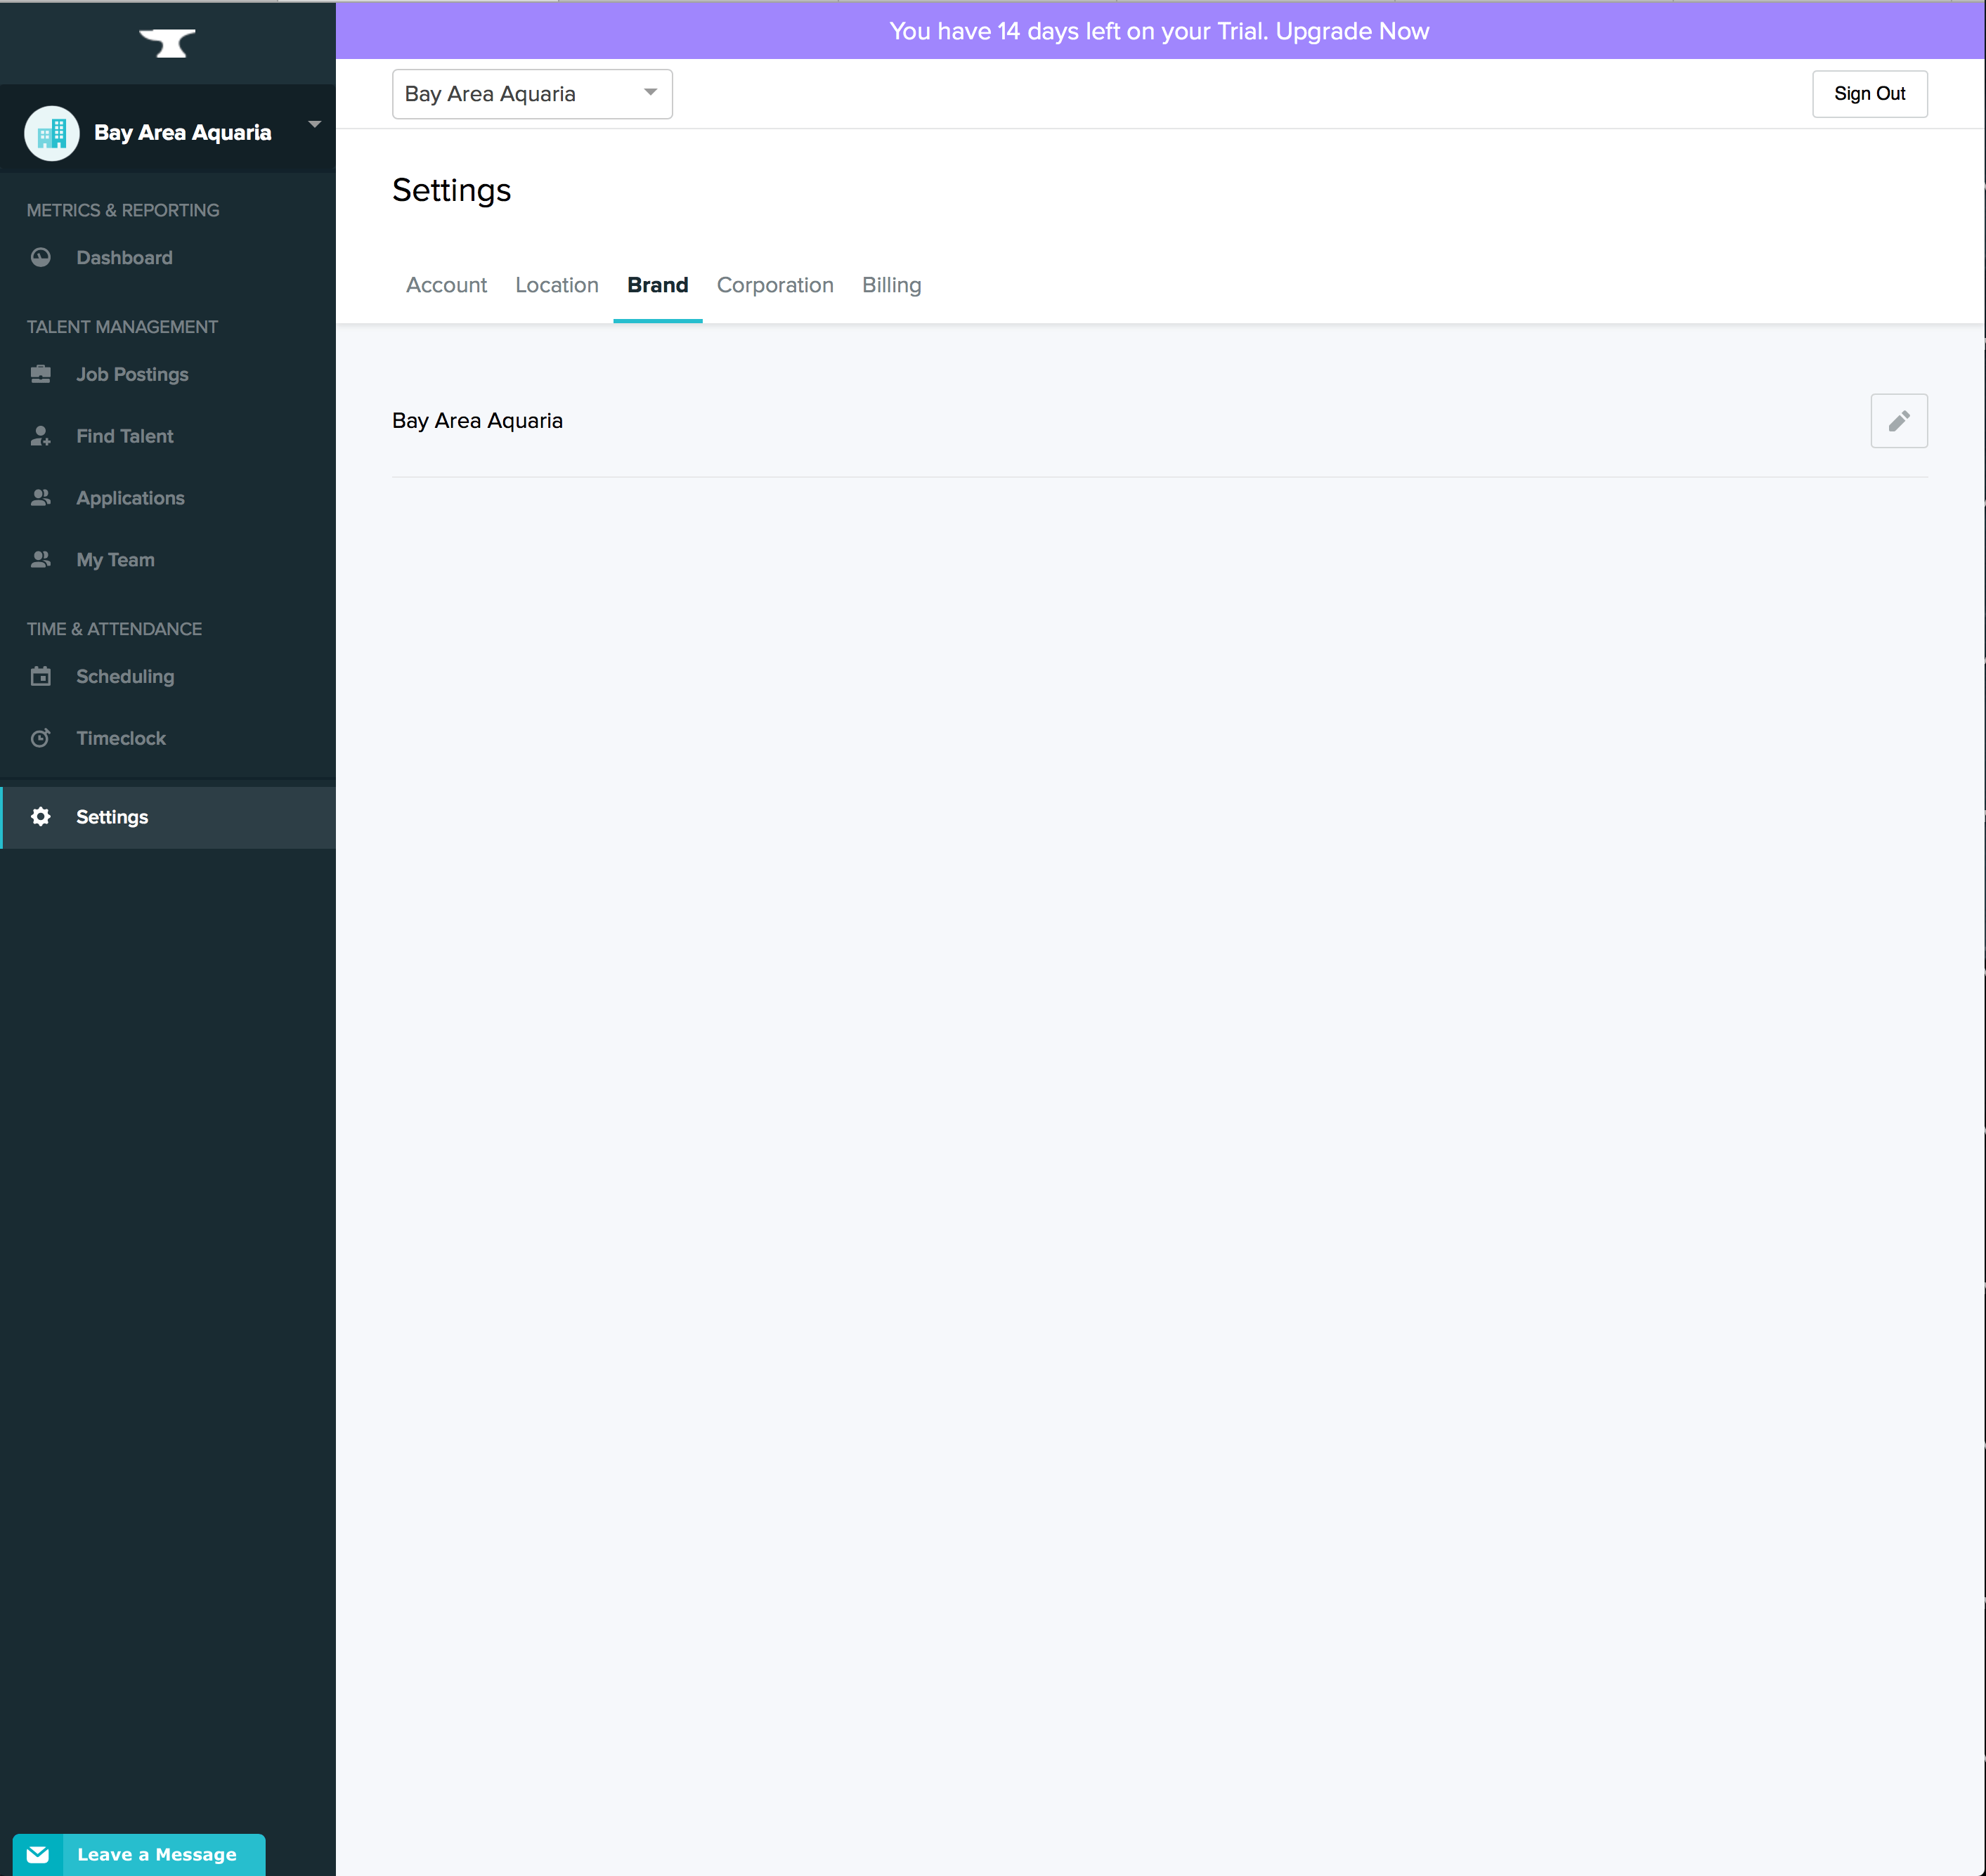 You have 14 days left on your Trial. Upgrade Now
Bay Area Aquaria
Sign Out
Bay Area Aquaria
METRICS & REPORTING
Dashboard
TALENT MANAGEMENT
Job Postings
Find Talent
Applications
My Team
TIME & ATTENDANCE
Scheduling
Timeclock
Settings
Leave a Message
Settings
Account Location Brand Corporation Billing
Bay Area Aquaria